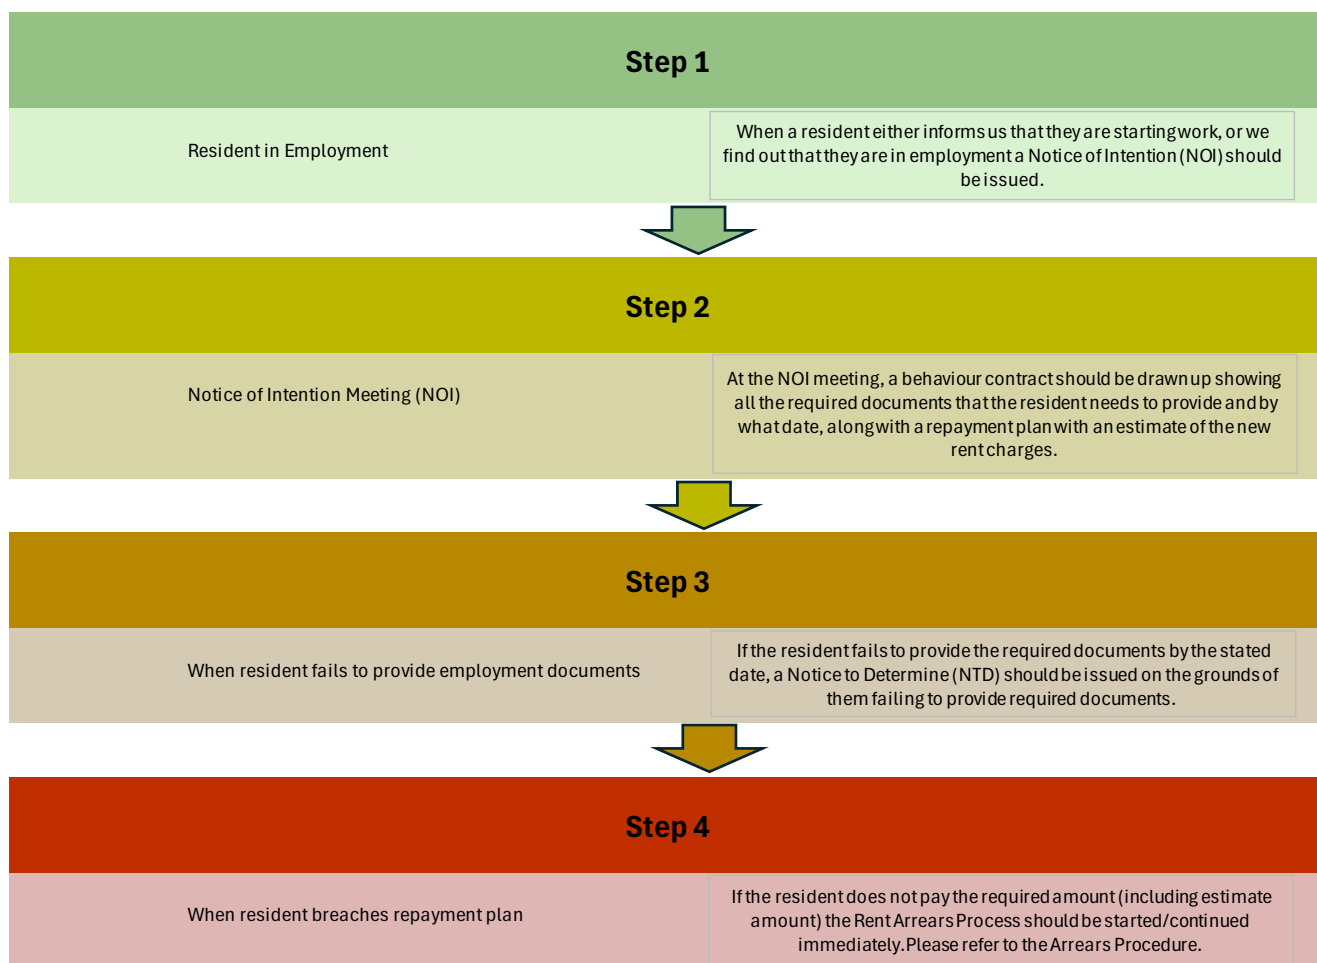 Step 1
Resident in Employment
When a resident either informs us that they are starting work, or we
find out that they are in employment a Notice of Intention (NOI) should
be issued.
Step 2
Notice of Intention Meeting (NOI)
At the NOI meeting, a behaviour contract should be drawn up showing
all the required documents that the resident needs to provide and by
what date, along with a repayment plan with an estimate of the new
rent charges.
Step 3
When resident fails to provide employment documents
If the resident fails to provide the required documents by the stated
date, a Notice to Determine (NTD) should be issued on the grounds of
them failing to provide required documents.
Step 4
When resident breaches repayment plan
If the resident does not pay the required amount (including estimate
amount) the Rent Arrears Process should be started/continued
immediately.Please refer to the Arrears Procedure.